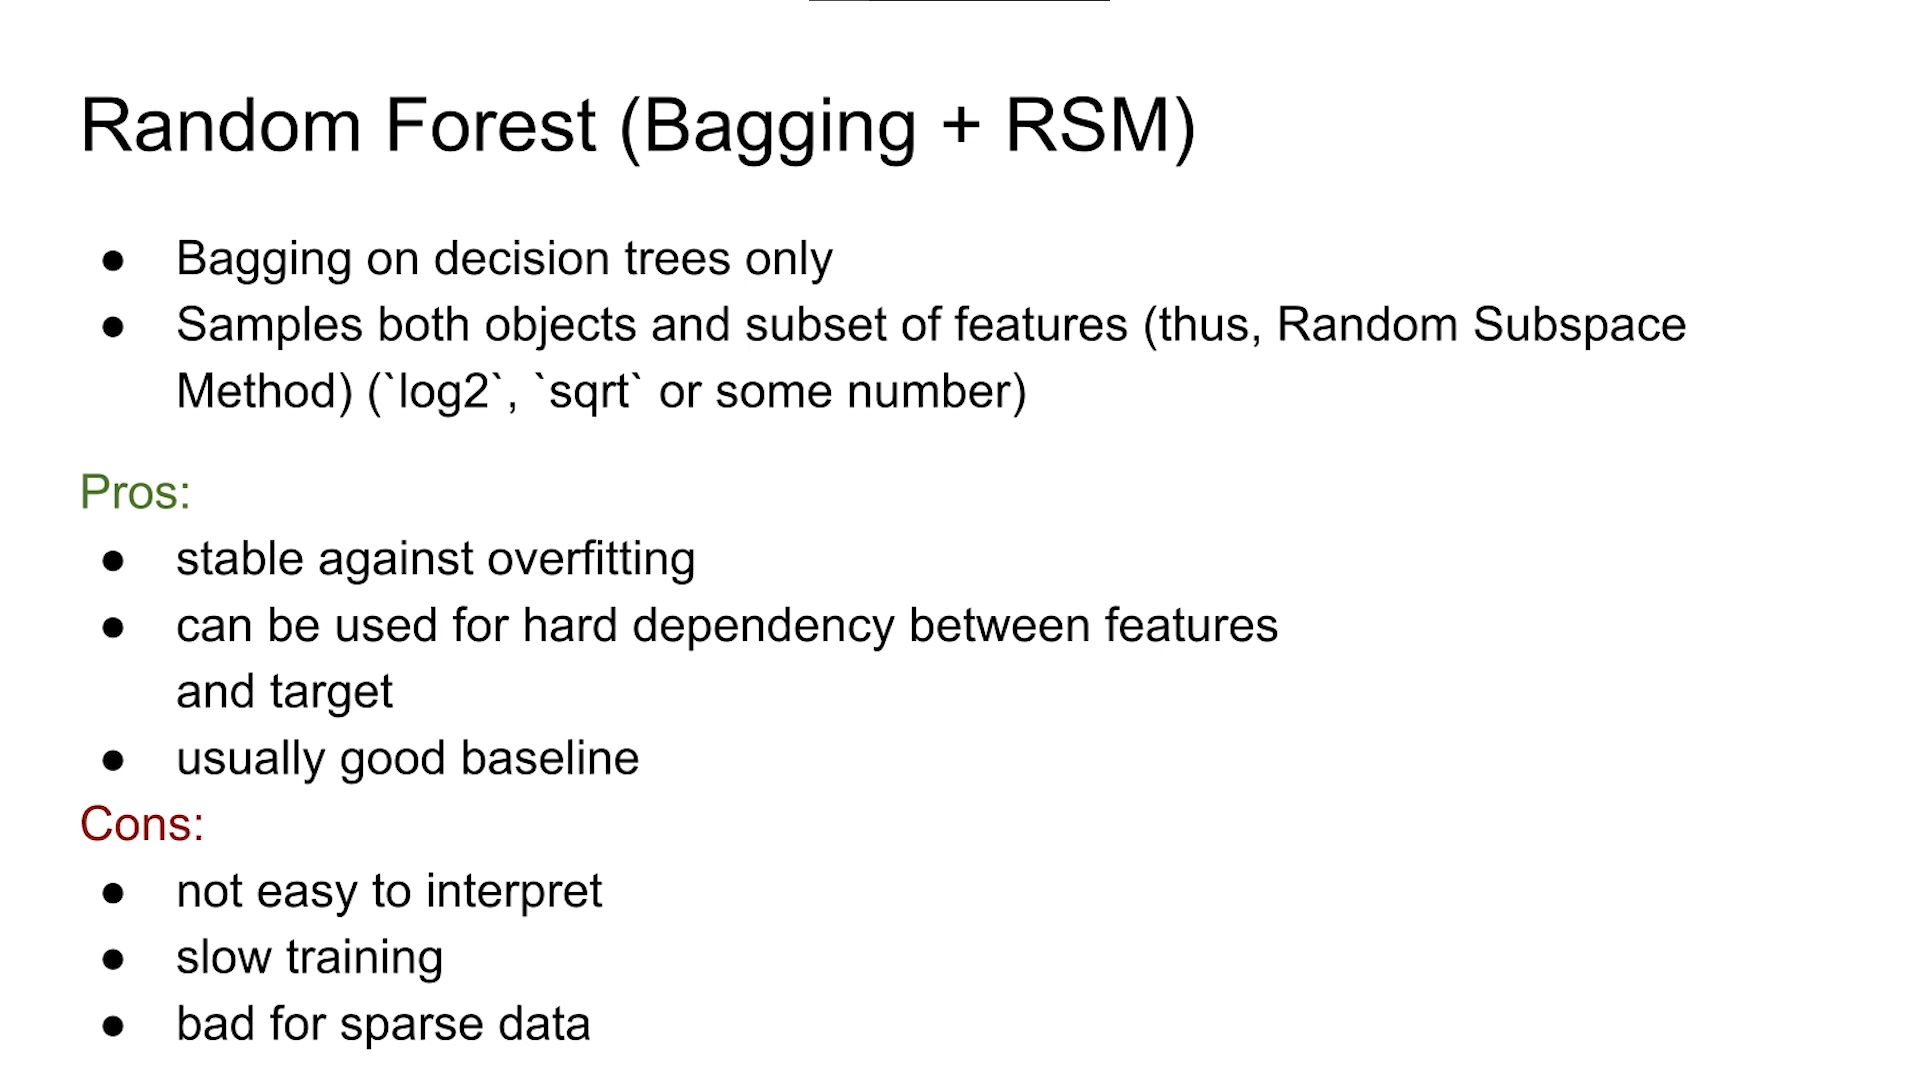 Random Forest (Bagging + RSM)
● Bagging on decision trees only
● Samples both objects and subset of features (thus, Random Subspace
Method) (`log2`, `sqrt` or some number)
Pros:
● stable against overfitting
● can be used for hard dependency between features
and target
● usually good baseline
Cons:
● not easy to interpret
● slow training
● bad for sparse data